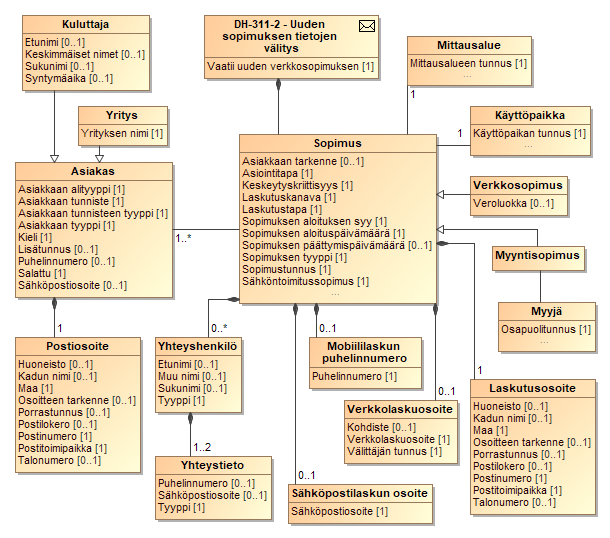 Kuluttaja
Etunimi [0..1]
Keskimmäiset nimet [0..1]
Sukunimi [0..1]
Syntymäaika [0..1]
DH-311-2 - Uuden
sopimuksen tietojen
välitys
Vaatii uuden verkkosopimuksen [1]
Mittausalue
Mittausalueen tunnus [1]
...
1
Yritys
Yrityksen nimi [1]
Käyttöpaikka
Käyttöpaikan tunnus [1]
...
1
Asiakas
Asiakkaan alityyppi [1]
Asiakkaan tunniste [1]
Asiakkaan tunnisteen tyyppi [1]
Asiakkaan tyyppi [1]
Kieli [1]
Lisätunnus [0..1]
Puhelinnumero [0..1]
Salattu [1]
Sähköpostiosoite [0..1]
1..*
Sopimus
Asiakkaan tarkenne [0..1]
Asiointitapa [1]
Keskeytyskriittisyys [1]
Laskutuskanava [1]
Laskutustapa [1]
Sopimuksen aloituksen syy [1]
Sopimuksen aloituspäivämäärä [1]
Sopimuksen päättymispäivämäärä [0..1]
Sopimuksen tyyppi [1]
Sopimustunnus [1]
Sähköntoimitussopimus [1]
...
Verkkosopimus
Veroluokka [0..1]
Myyntisopimus
Myyjä
Osapuolitunnus [1]
...
1
Postiosoite
Huoneisto [0..1]
Kadun nimi [0..1]
Maa [1]
Osoitteen tarkenne [0..1]
Porrastunnus [0..1]
Postilokero [0..1]
Postinumero [1]
Postitoimipaikka [1]
Talonumero [0..1]
0..*
Yhteyshenkilö
Etunimi [0..1]
Muu nimi [0..1]
Sukunimi [0..1]
Tyyppi [1]
1..2
Yhteystieto
Puhelinnumero [0..1]
Sähköpostiosoite [0..1]
Tyyppi [1]
0..1
Mobiililaskun
puhelinnumero
Puhelinnumero [1]
0..1
Verkkolaskuosoite
Kohdiste [0..1]
Verkkolaskuosoite [1]
Välittäjän tunnus [1]
0..1
Sähköpostilaskun osoite
Sähköpostiosoite [1]
1
Laskutusosoite
Huoneisto [0..1]
Kadun nimi [0..1]
Maa [1]
Osoitteen tarkenne [0..1]
Porrastunnus [0..1]
Postilokero [0..1]
Postinumero [1]
Postitoimipaikka [1]
Talonumero [0..1]